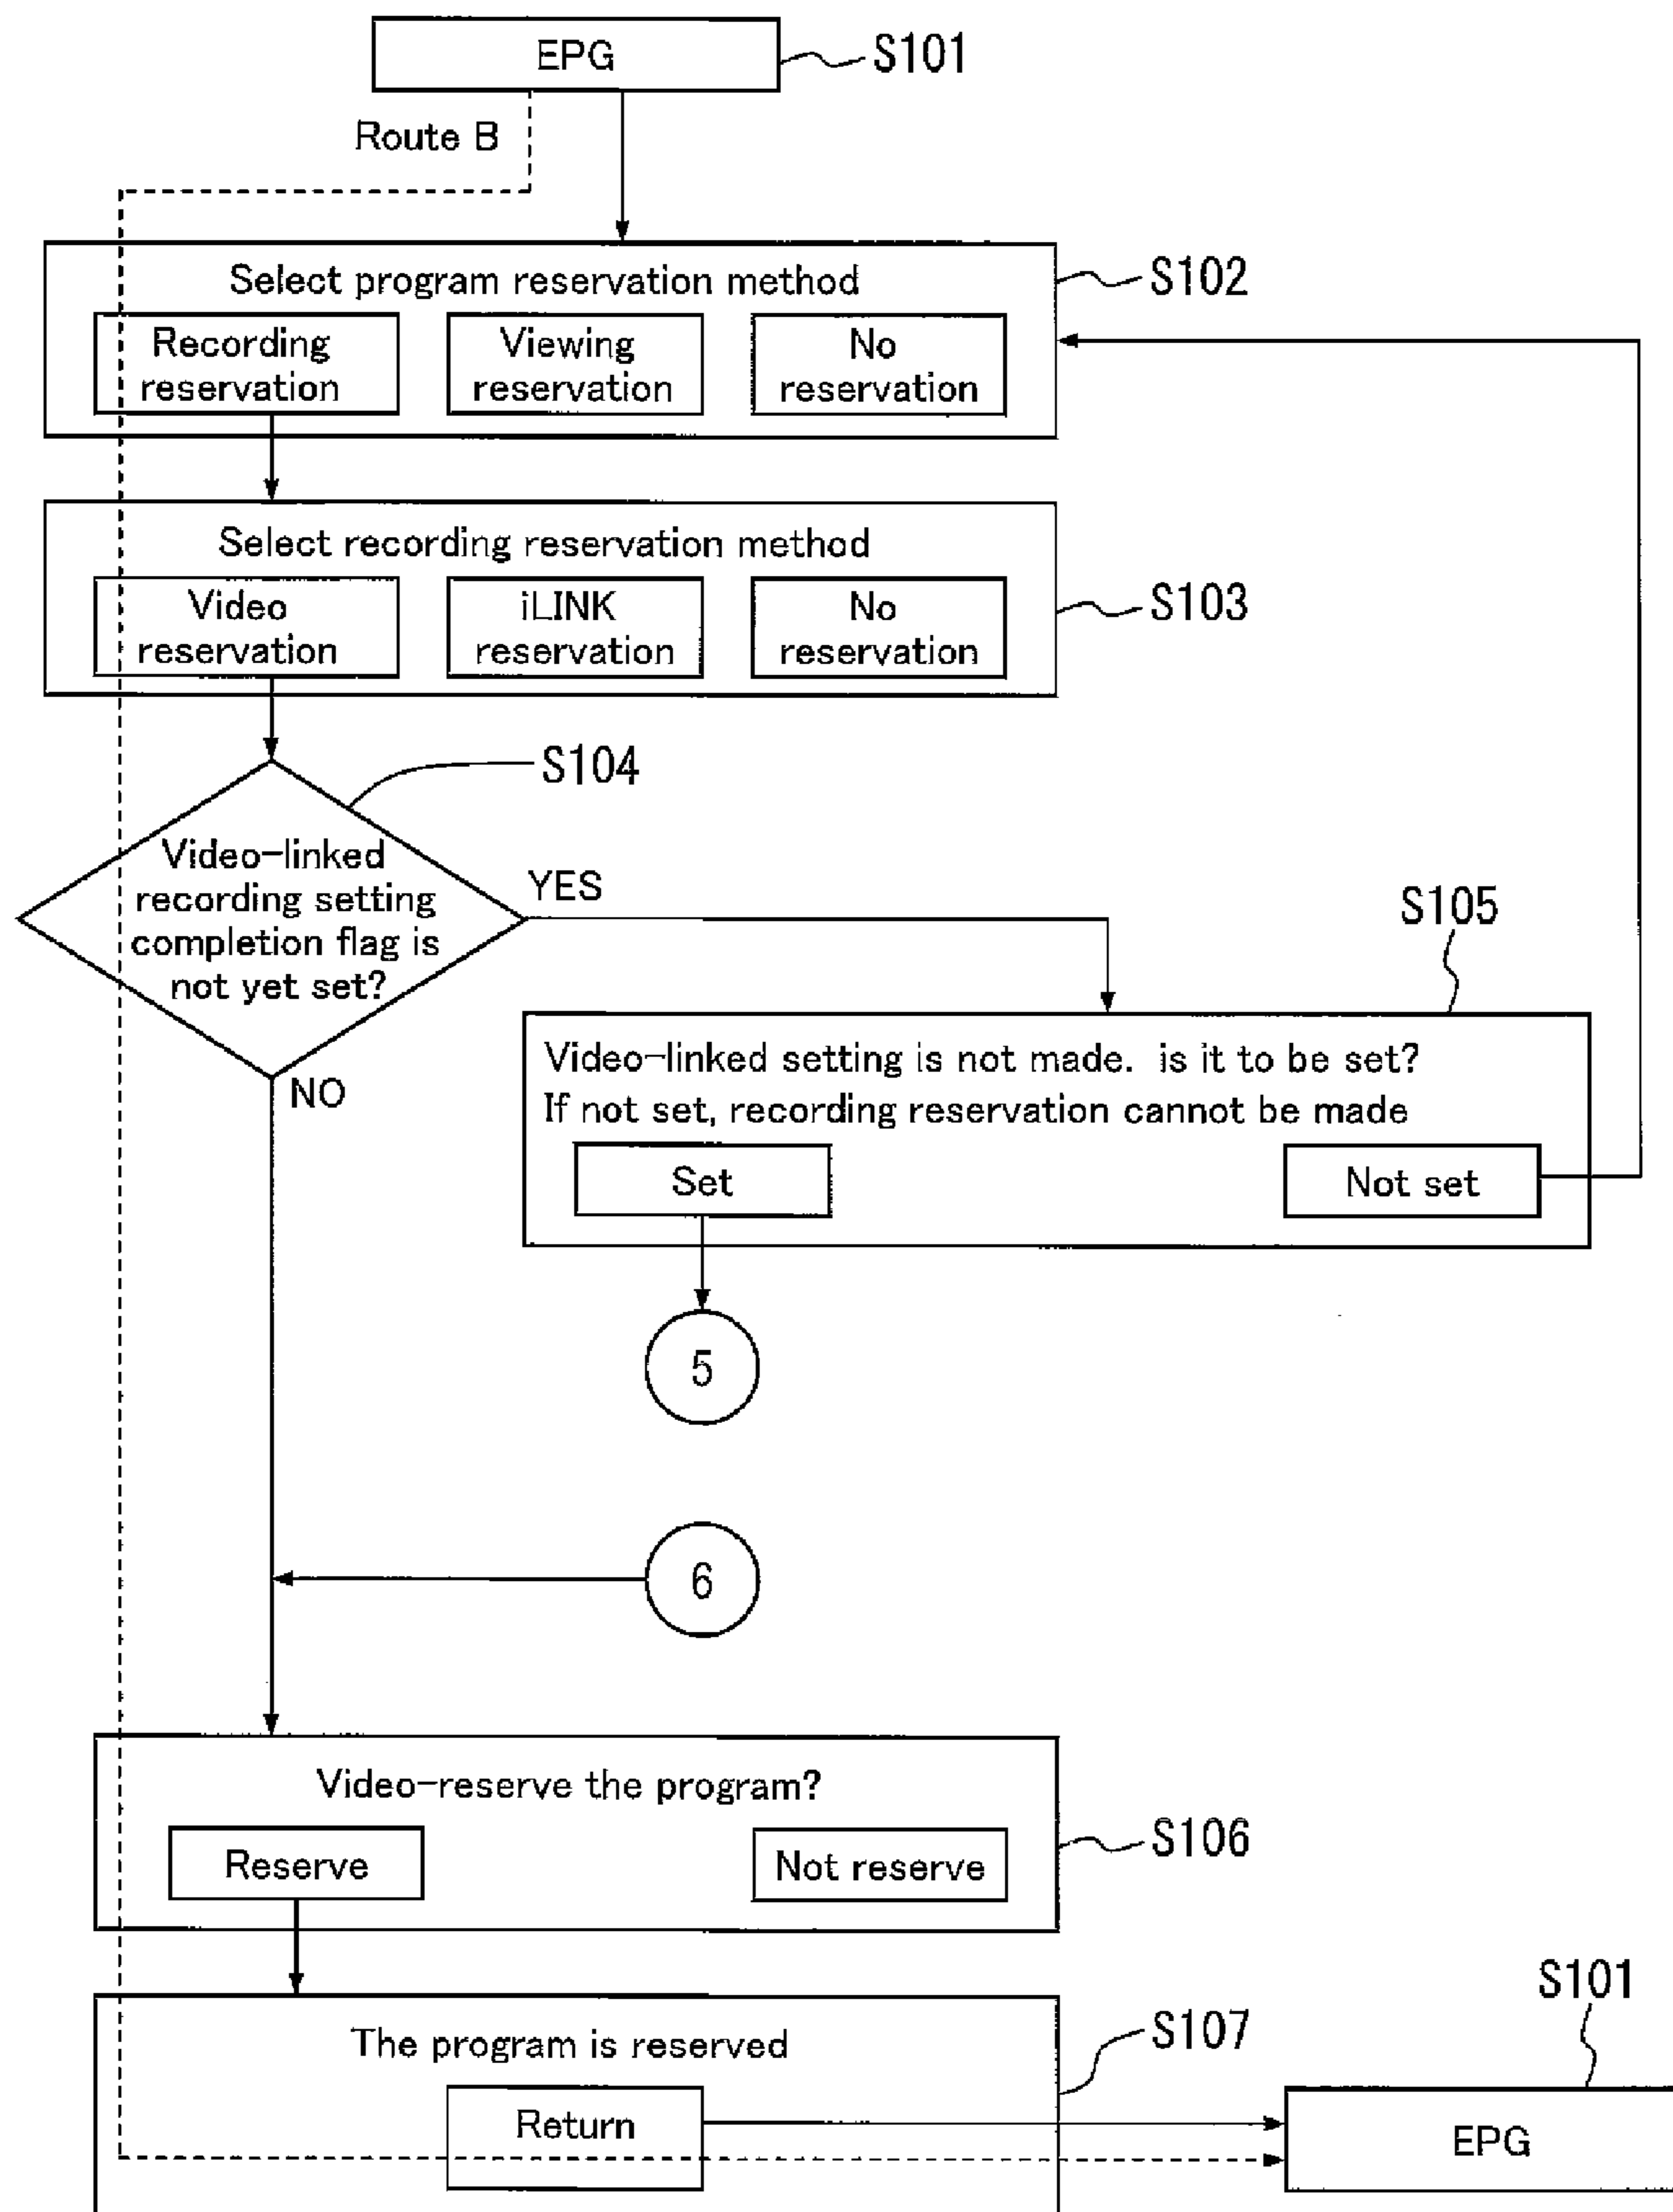 EPG
S101
Route B
Select program reservation method
S102
Recording
reservation
Viewing
reservation
No
reservation
Select recording reservation method
Video
reservation
iLINK
reservation
No
reservation
S103
S104
Video-linked
recording setting
completion flag is
not yet set?
YES
NO
S105
Video-linked setting is not made. is it to be set?
If not set, recording reservation cannot be made
Set
Not set
5
6
Video-reserve the program?
Reserve
Not reserve
S106
The program is reserved
S107
Return
S101
EPG